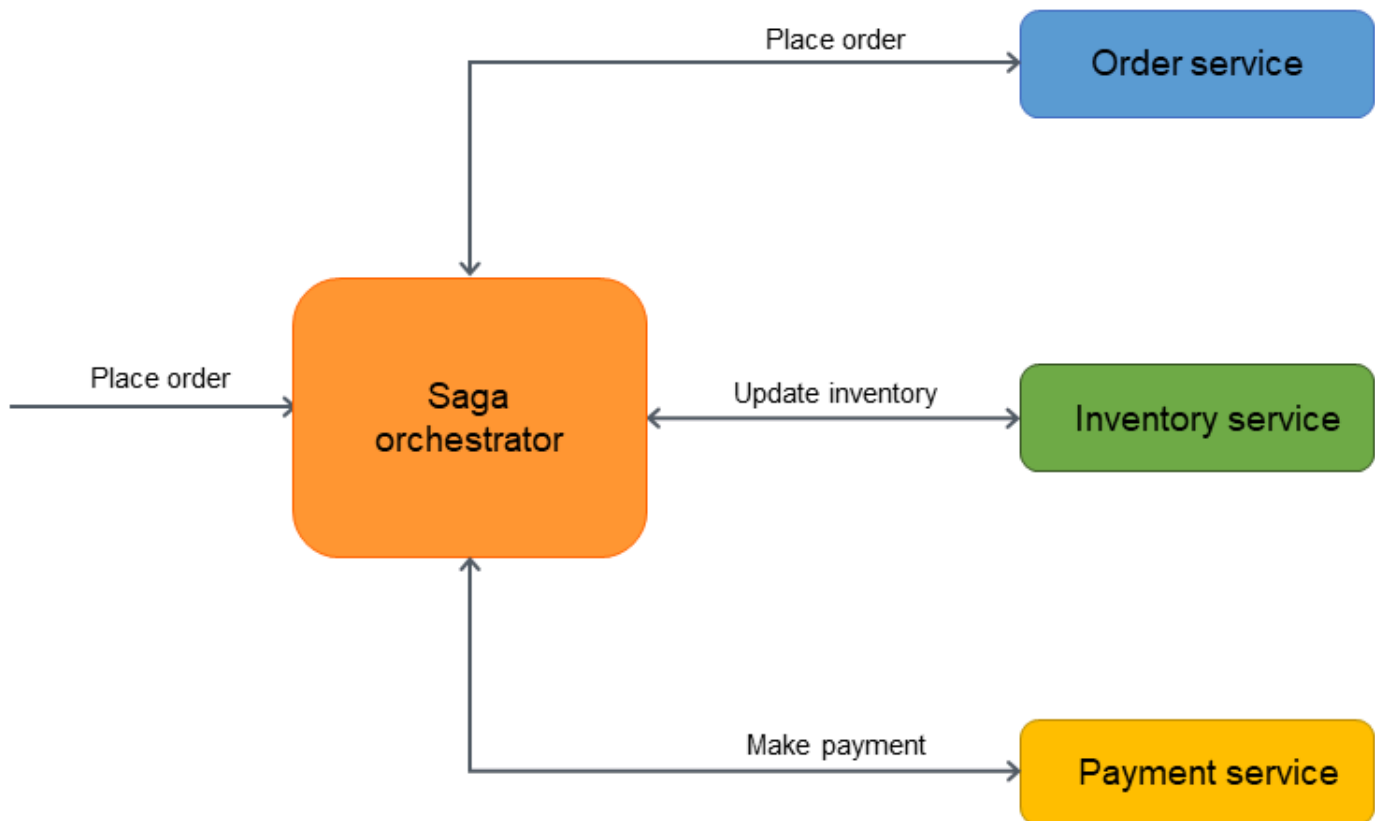 Place order
Order service
Place order
Saga
orchestrator
Update inventory
Inventory service
Make payment
Payment service